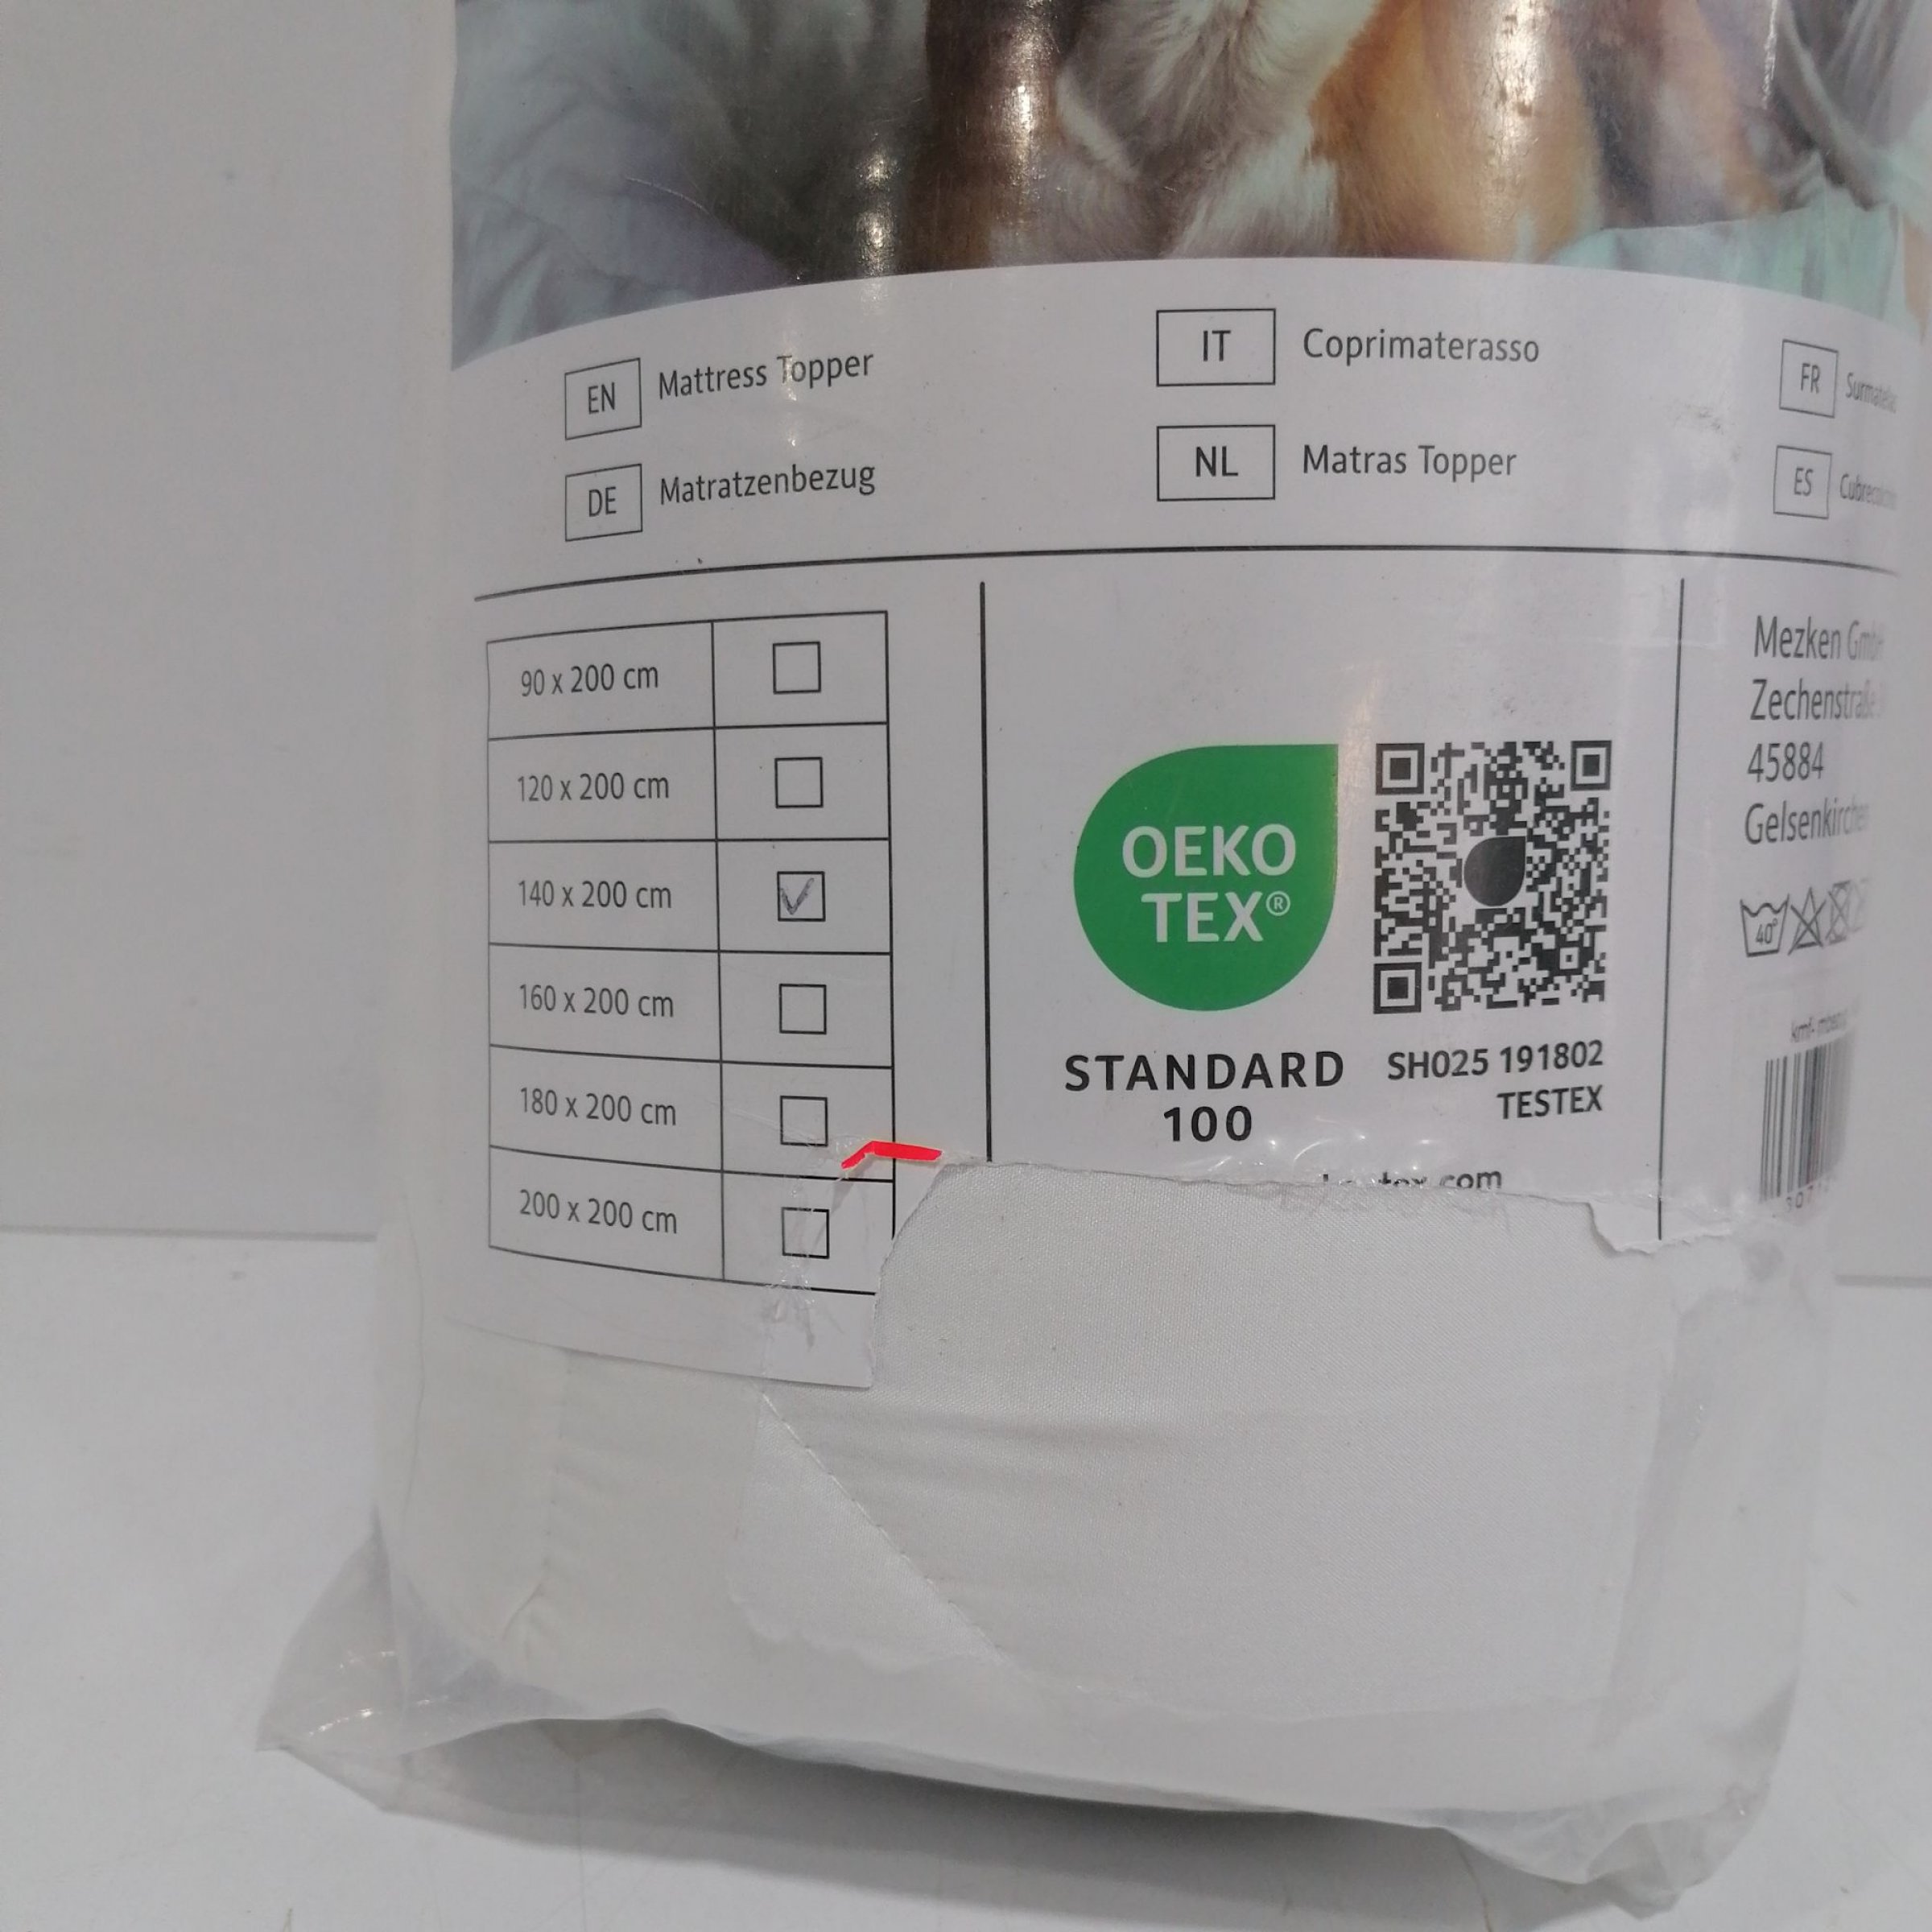 EN Mattress Topper
IT Coprimaterasso
FR
DE Matratzenbezug
NL Matras Topper
ES
90 x 200 cm
120 x 200 cm
140 x 200 cm
160 x 200 cm
180 x 200 cm
200 x 200 cm
OEKO
TEX®
STANDARD
100
SH025 191802
TESTEX
Mezken
45884
40°